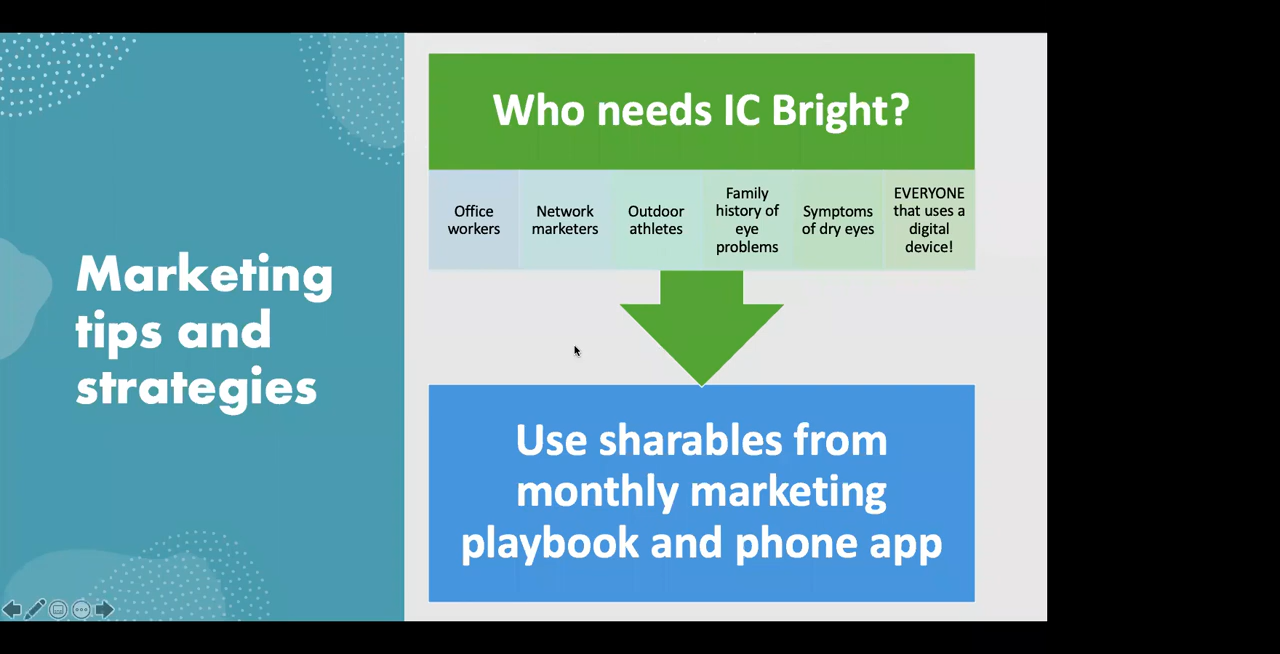 Marketing
tips and
strategies
Who needs IC Bright?
Office
workers
Network
marketers
Outdoor
athletes
Family
history of
eye
problems
Symptoms
of dry eyes
EVERYONE
that uses a
digital
device!
Use sharables from
monthly marketing
playbook and phone app